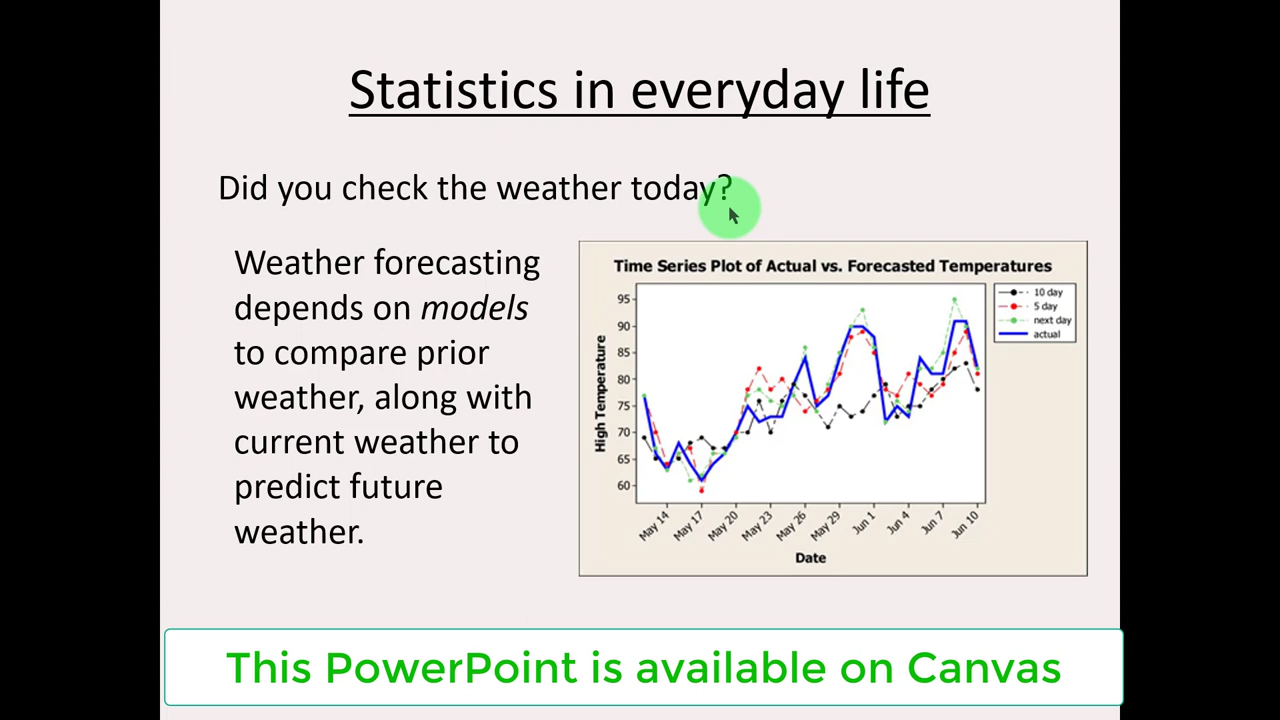 Statistics in everyday life
Did you check the weather today?
Weather forecasting
depends on models
to compare prior
weather, along with
current weather to
predict future
weather.
Time Series Plot of Actual vs. Forecasted Temperatures
95
90
85
80
75
70
65
60
High Temperature
May 14
May 17
May 20
May 23
May 26
May 29
Jun 1
Jun 4
Jun 7
Jun 10
Date
10 day
5 day
next day
actual
This PowerPoint is available on Canvas